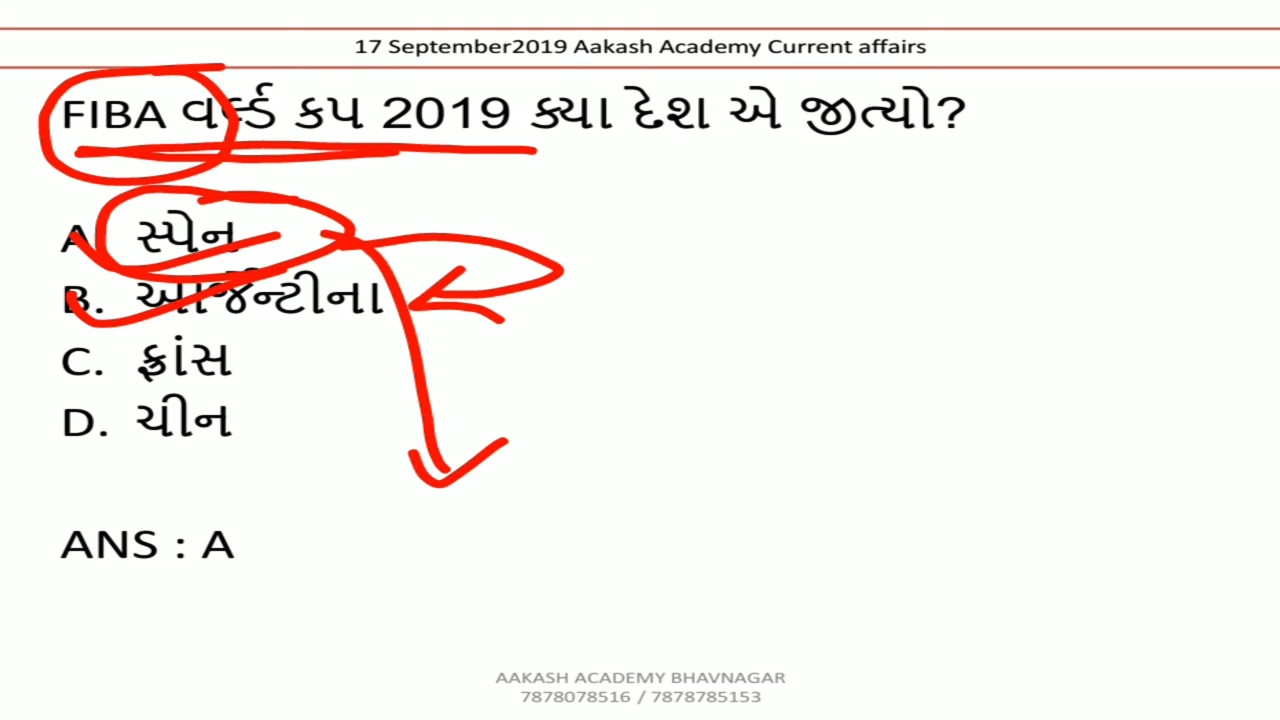 17 September2019 Aakash Academy Current affairs
FIBA વર્લ્ડ કપ 2019 ક્યા દેશ એ જીત્યો?
A. સ્પેન
B. આર્જેન્ટીના
C. ફ્રાંસ
D. ચીન
ANS : A
AAKASH ACADEMY BHAVNAGAR
7878078516 / 7878785153